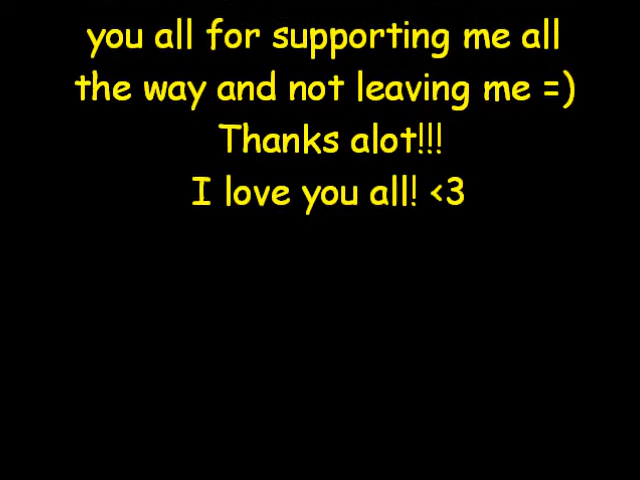 you all for supporting me all
the way and not leaving me =)
Thanks alot!!!
I love you all! <3